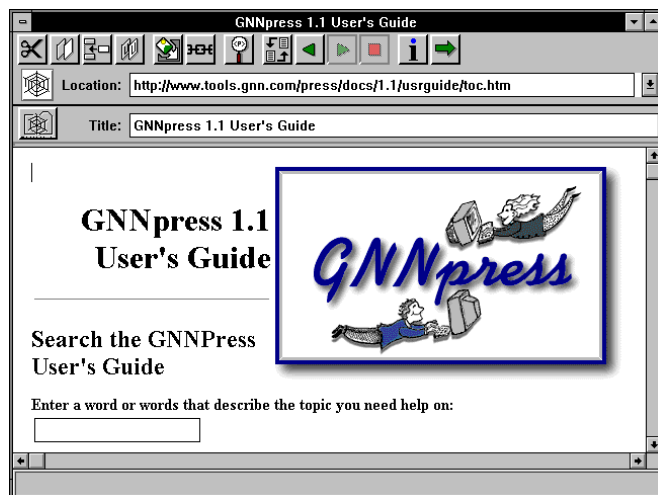 GNNpress 1.1 User's Guide
Location: http://www.tools.gnn.com/press/docs/1.1/usrguide/toc.htm
Title: GNNpress 1.1 User's Guide
GNNpress 1.1
User's Guide
GNNpress
Search the GNNPress
User's Guide
Enter a word or words that describe the topic you need help on: